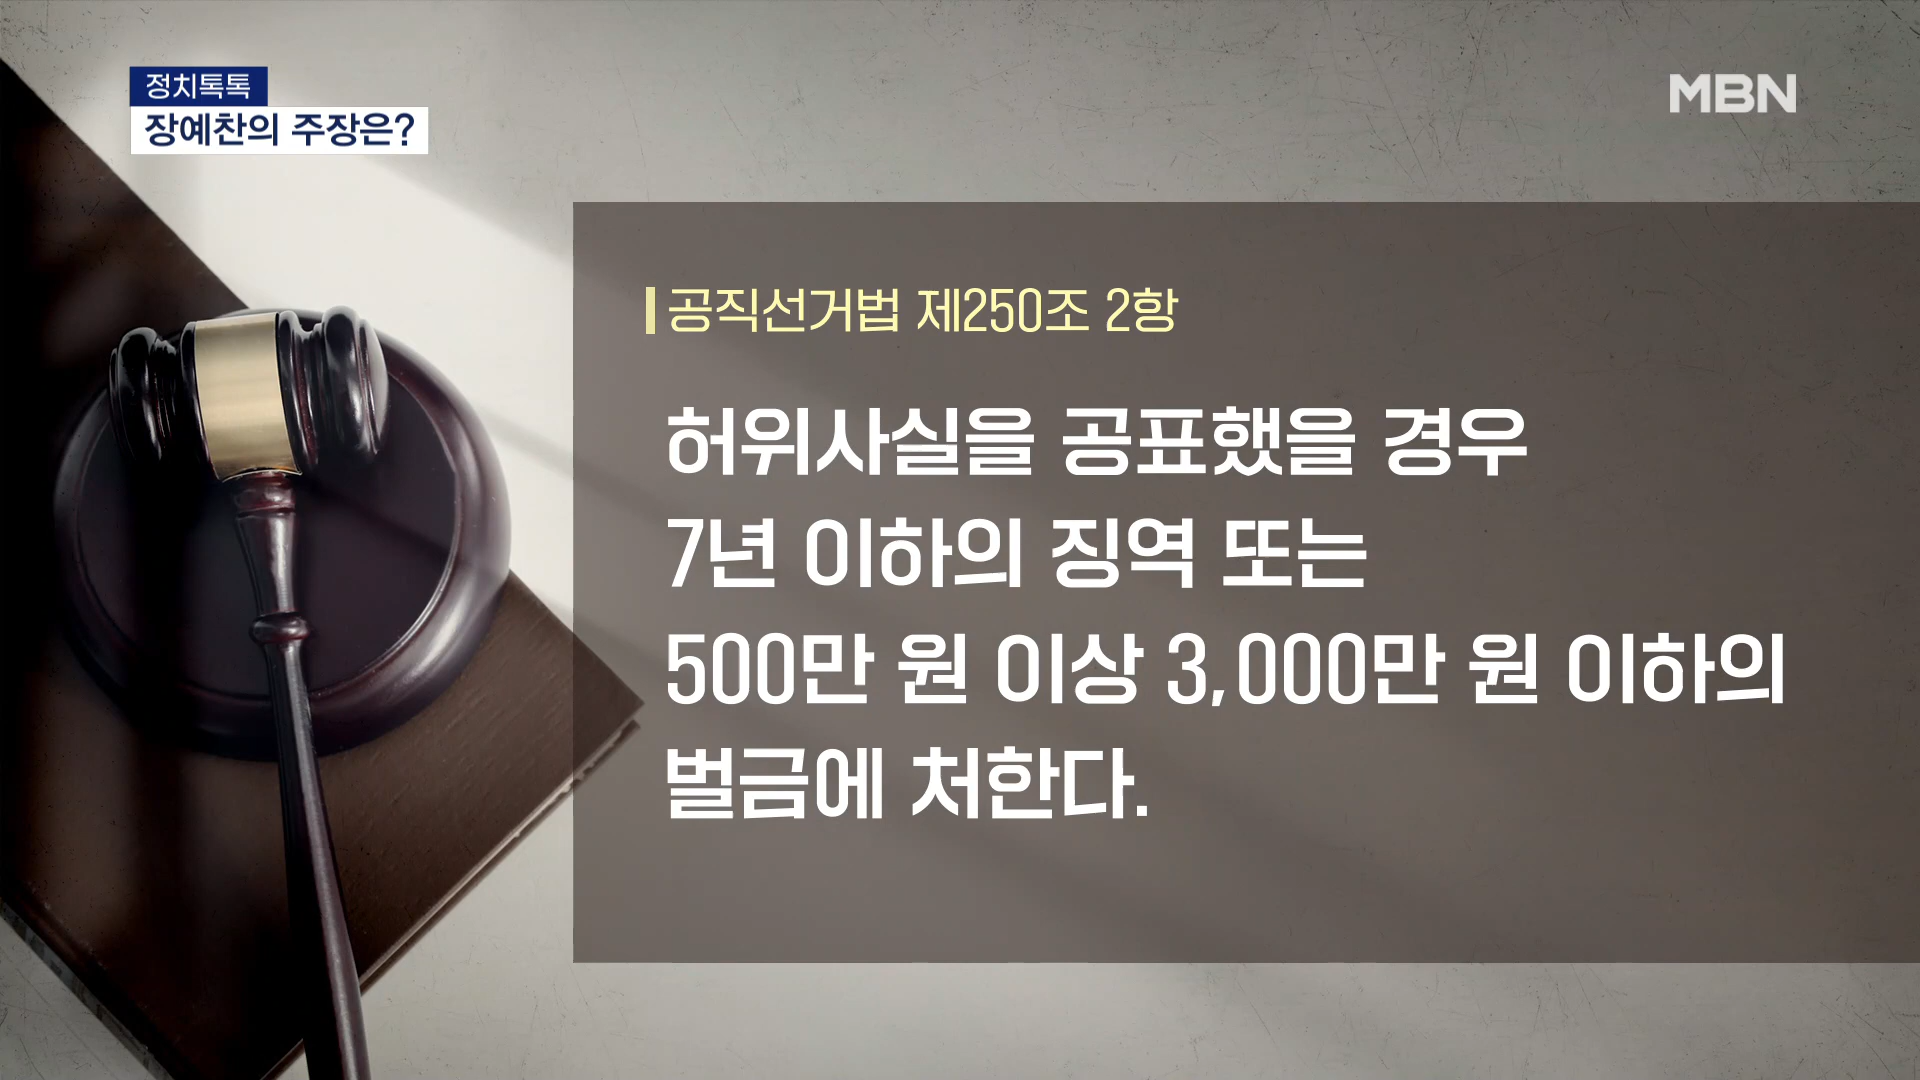 정치톡톡
장예찬의 주장은?
MBN
공직선거법 제250조 2항
허위사실을 공표했을 경우
7년 이하의 징역 또는
500만 원 이상 3,000만 원 이하의
벌금에 처한다.